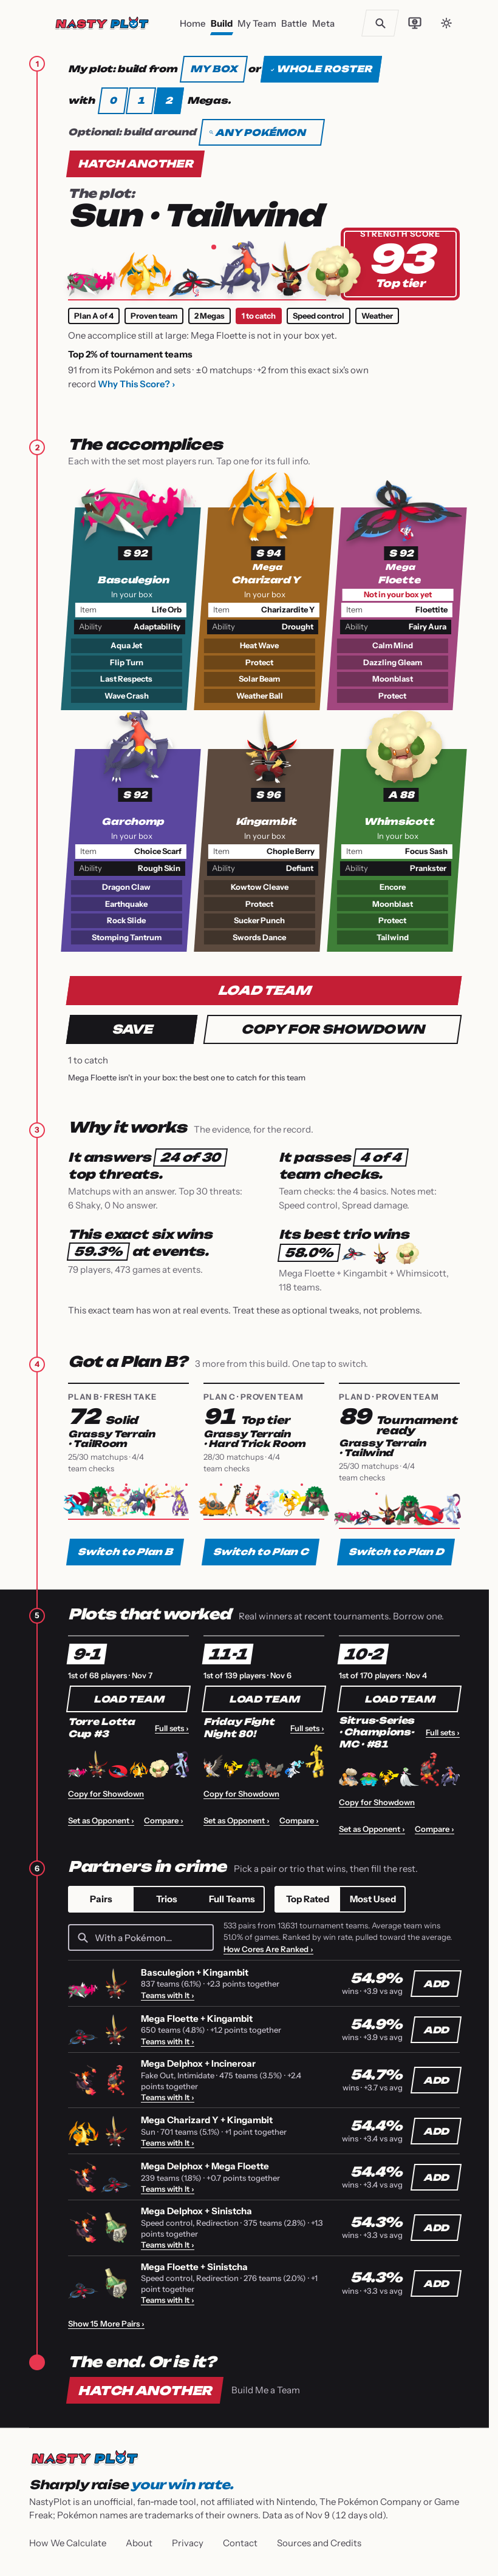 NASTY PLOT
Home Build My Team Battle Meta
1
My plot: build from MY BOX or WHOLE ROSTER
with 0 1 2 Megas.
Optional: build around ANY POKÉMON
HATCH ANOTHER
The plot:
Sun · Tailwind
STRENGTH SCORE
93
Top tier
Plan A of 4 Proven team 2 Megas 1 to catch Speed control Weather
One accomplice still at large: Mega Floette is not in your box yet.
Top 2% of tournament teams
91 from its Pokémon and sets · ±0 matchups · +2 from this exact six's own
record Why This Score? ›
2
The accomplices
Each with the set most players run. Tap one for its full info.
S 92
Basculegion
In your box
Item Life Orb
Ability Adaptability
Aqua Jet
Flip Turn
Last Respects
Wave Crash
S 94
Mega
Charizard Y
In your box
Item Charizardite Y
Ability Drought
Heat Wave
Protect
Solar Beam
Weather Ball
S 92
Mega
Floette
Not in your box yet
Item Floettite
Ability Fairy Aura
Calm Mind
Dazzling Gleam
Moonblast
Protect
S 92
Garchomp
In your box
Item Choice Scarf
Ability Rough Skin
Dragon Claw
Earthquake
Rock Slide
Stomping Tantrum
S 96
Kingambit
In your box
Item Chople Berry
Ability Defiant
Kowtow Cleave
Protect
Sucker Punch
Swords Dance
A 88
Whimsicott
In your box
Item Focus Sash
Ability Prankster
Encore
Moonblast
Protect
Tailwind
LOAD TEAM
SAVE COPY FOR SHOWDOWN
1 to catch
Mega Floette isn't in your box: the best one to catch for this team
3
Why it works The evidence, for the record.
It answers 24 of 30
top threats.
Matchups with an answer. Top 30 threats:
6 Shaky, 0 No answer.
It passes 4 of 4
team checks.
Team checks: the 4 basics. Notes met:
Speed control, Spread damage.
This exact six wins
59.3% at events.
79 players, 473 games at events.
Its best trio wins
58.0%
Mega Floette + Kingambit + Whimsicott,
118 teams.
This exact team has won at real events. Treat these as optional tweaks, not problems.
4
Got a Plan B? 3 more from this build. One tap to switch.
PLAN B · FRESH TAKE
72 Solid
Grassy Terrain
· TailRoom
25/30 matchups · 4/4
team checks
Switch to Plan B
PLAN C · PROVEN TEAM
91 Top tier
Grassy Terrain
· Hard Trick Room
28/30 matchups · 4/4
team checks
Switch to Plan C
PLAN D · PROVEN TEAM
89 Tournament
ready
Grassy Terrain
· Tailwind
25/30 matchups · 4/4
team checks
Switch to Plan D
5
Plots that worked Real winners at recent tournaments. Borrow one.
9-1
1st of 68 players · Nov 7
LOAD TEAM
Torre Lotta
Cup #3
Full sets ›
Copy for Showdown
Set as Opponent › Compare ›
11-1
1st of 139 players · Nov 6
LOAD TEAM
Friday Fight
Night 80!
Full sets ›
Copy for Showdown
Set as Opponent › Compare ›
10-2
1st of 170 players · Nov 4
LOAD TEAM
Sitrus-Series
· Champions-
MC · #81
Full sets ›
Copy for Showdown
Set as Opponent › Compare ›
6
Partners in crime Pick a pair or trio that wins, then fill the rest.
Pairs Trios Full Teams Top Rated Most Used
With a Pokémon...
533 pairs from 13,631 tournament teams. Average team wins
51.0% of games. Ranked by win rate, pulled toward the average.
How Cores Are Ranked ›
Basculegion + Kingambit
837 teams (6.1%) · +2.3 points together
Teams with It ›
54.9%
wins · +3.9 vs avg
ADD
Mega Floette + Kingambit
650 teams (4.8%) · +1.2 points together
Teams with It ›
54.9%
wins · +3.9 vs avg
ADD
Mega Delphox + Incineroar
Fake Out, Intimidate · 475 teams (3.5%) · +2.4
points together
Teams with It ›
54.7%
wins · +3.7 vs avg
ADD
Mega Charizard Y + Kingambit
Sun · 701 teams (5.1%) · +1 point together
Teams with It ›
54.4%
wins · +3.4 vs avg
ADD
Mega Delphox + Mega Floette
239 teams (1.8%) · +0.7 points together
Teams with It ›
54.4%
wins · +3.4 vs avg
ADD
Mega Delphox + Sinistcha
Speed control, Redirection · 375 teams (2.8%) · +1.3
points together
Teams with It ›
54.3%
wins · +3.3 vs avg
ADD
Mega Floette + Sinistcha
Speed control, Redirection · 276 teams (2.0%) · +1
point together
Teams with It ›
54.3%
wins · +3.3 vs avg
ADD
Show 15 More Pairs ›
The end. Or is it?
HATCH ANOTHER Build Me a Team
NASTY PLOT
Sharply raise your win rate.
NastyPlot is an unofficial, fan-made tool, not affiliated with Nintendo, The Pokémon Company or Game
Freak; Pokémon names are trademarks of their owners. Data as of Nov 9 (12 days old).
How We Calculate About Privacy Contact Sources and Credits